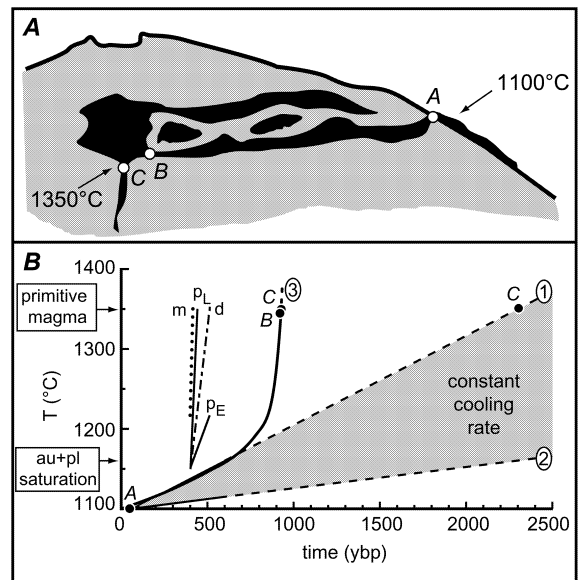 A
A
1100°C
C
B
1350°C
B
1400
1300
1200
1100
T (°C)
primitive
magma
au+pl
saturation
m
pL
d
pE
C
3
B
C
1
constant
cooling
rate
2
A
0
500
1000
1500
2000
2500
time (ybp)